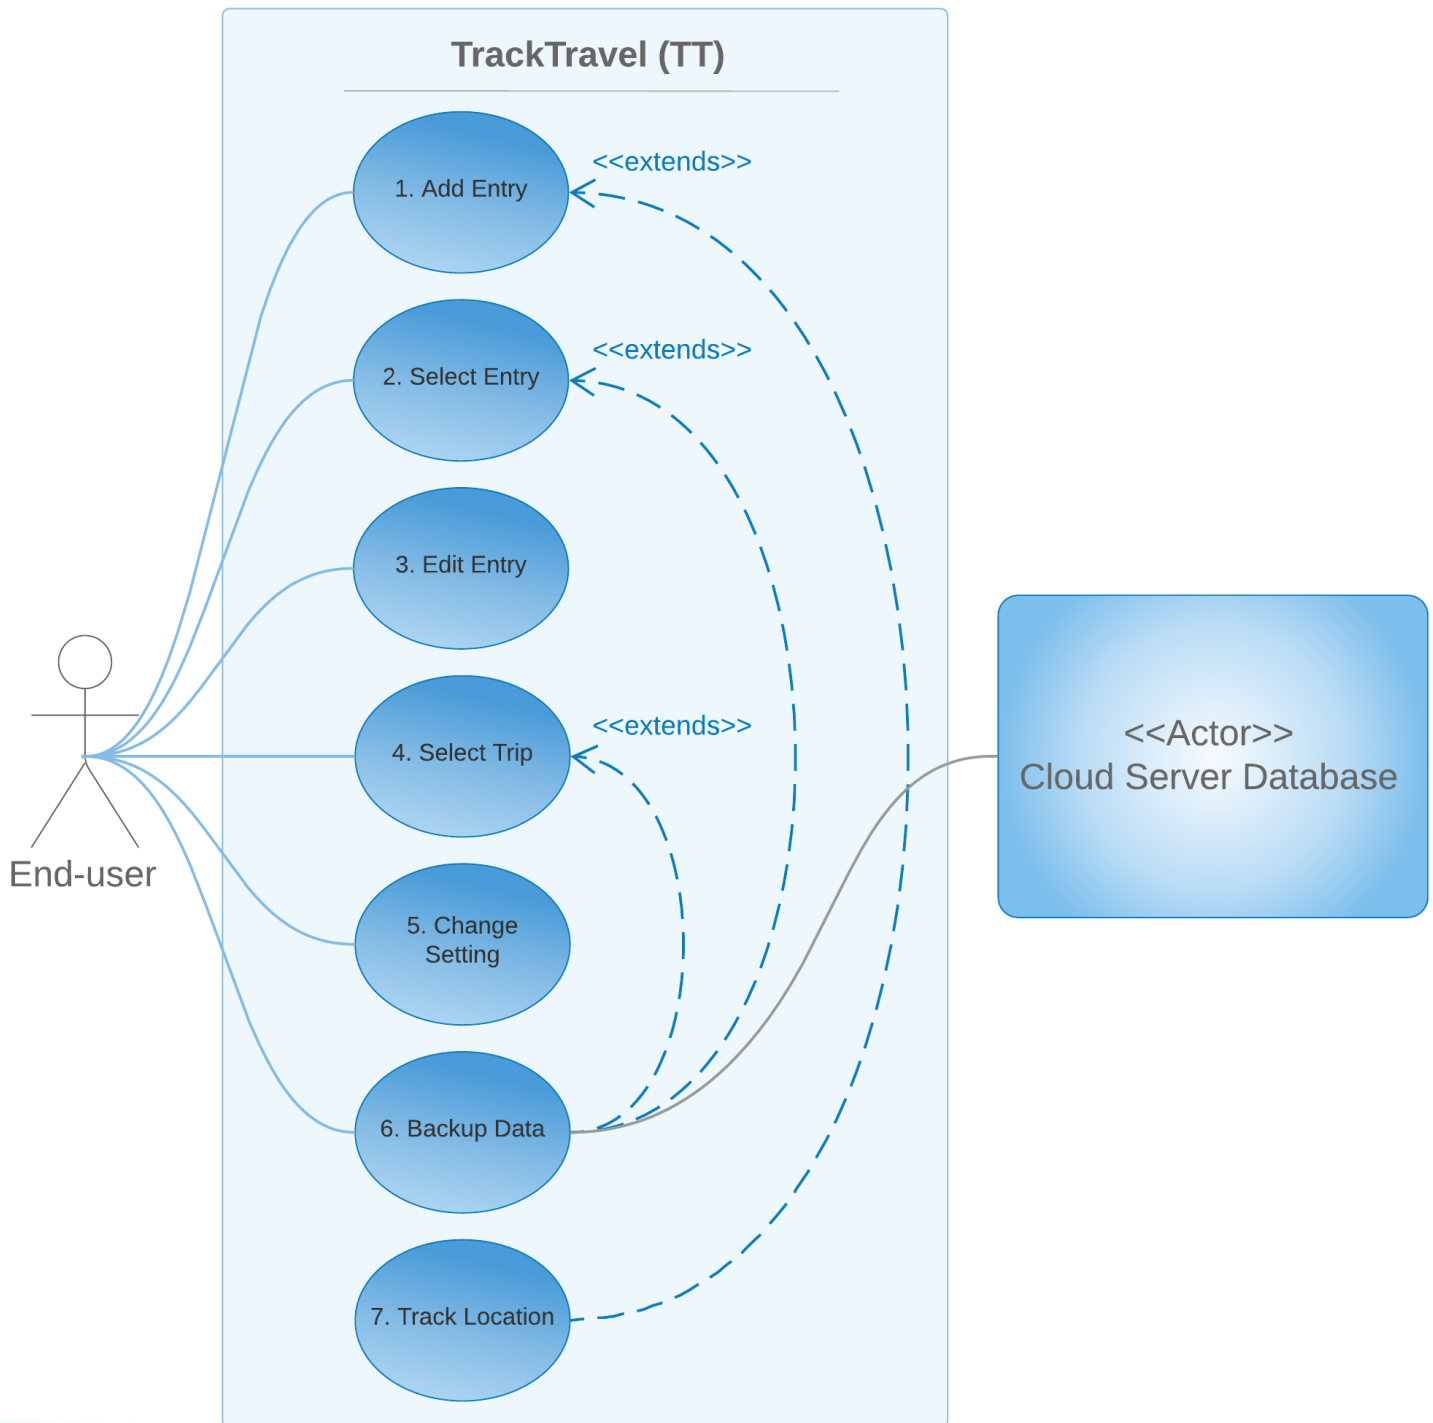 TrackTravel (TT)
<<extends>>
1. Add Entry
<<extends>>
2. Select Entry
3. Edit Entry
<<extends>>
4. Select Trip
<<Actor>>
Cloud Server Database
End-user
5. Change
Setting
6. Backup Data
7. Track Location